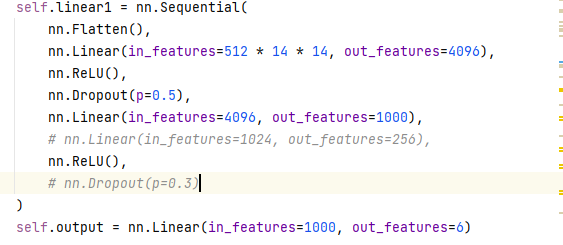 self.linear1 = nn.Sequential(
    nn.Flatten(),
    nn.Linear(in_features=512 * 14 * 14, out_features=4096),
    nn.ReLU(),
    nn.Dropout(p=0.5),
    nn.Linear(in_features=4096, out_features=1000),
    # nn.Linear(in_features=1024, out_features=256),
    nn.ReLU(),
    # nn.Dropout(p=0.3)
)
self.output = nn.Linear(in_features=1000, out_features=6)